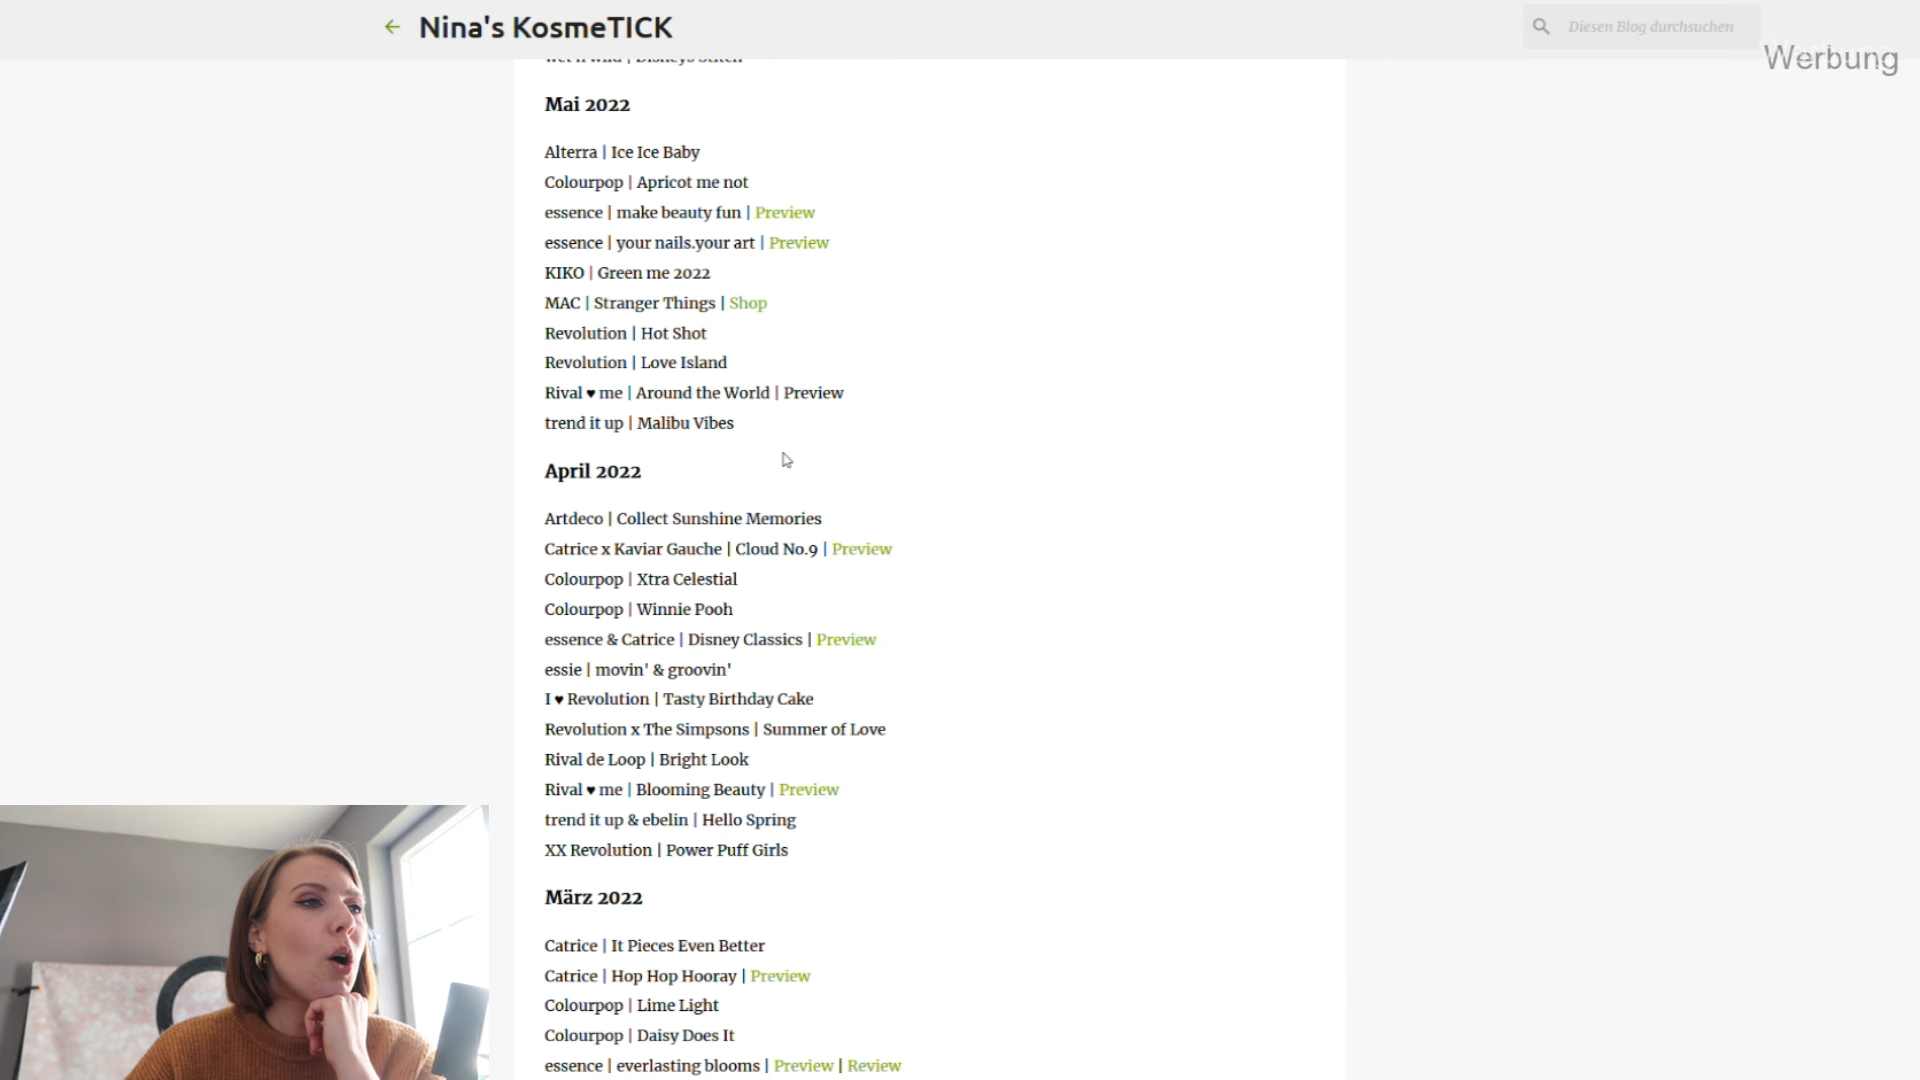 Nina's KosmeTICK
Diesen Blog durchsuchen
Werbung
wet n wild | Disneys Stitch
Mai 2022
Alterra | Ice Ice Baby
Colourpop | Apricot me not
essence | make beauty fun | Preview
essence | your nails.your art | Preview
KIKO | Green me 2022
MAC | Stranger Things | Shop
Revolution | Hot Shot
Revolution | Love Island
Rival ♥ me | Around the World | Preview
trend it up | Malibu Vibes
April 2022
Artdeco | Collect Sunshine Memories
Catrice x Kaviar Gauche | Cloud No.9 | Preview
Colourpop | Xtra Celestial
Colourpop | Winnie Pooh
essence & Catrice | Disney Classics | Preview
essie | movin' & groovin'
I ♥ Revolution | Tasty Birthday Cake
Revolution x The Simpsons | Summer of Love
Rival de Loop | Bright Look
Rival ♥ me | Blooming Beauty | Preview
trend it up & ebelin | Hello Spring
XX Revolution | Power Puff Girls
März 2022
Catrice | It Pieces Even Better
Catrice | Hop Hop Hooray | Preview
Colourpop | Lime Light
Colourpop | Daisy Does It
essence | everlasting blooms | Preview | Review